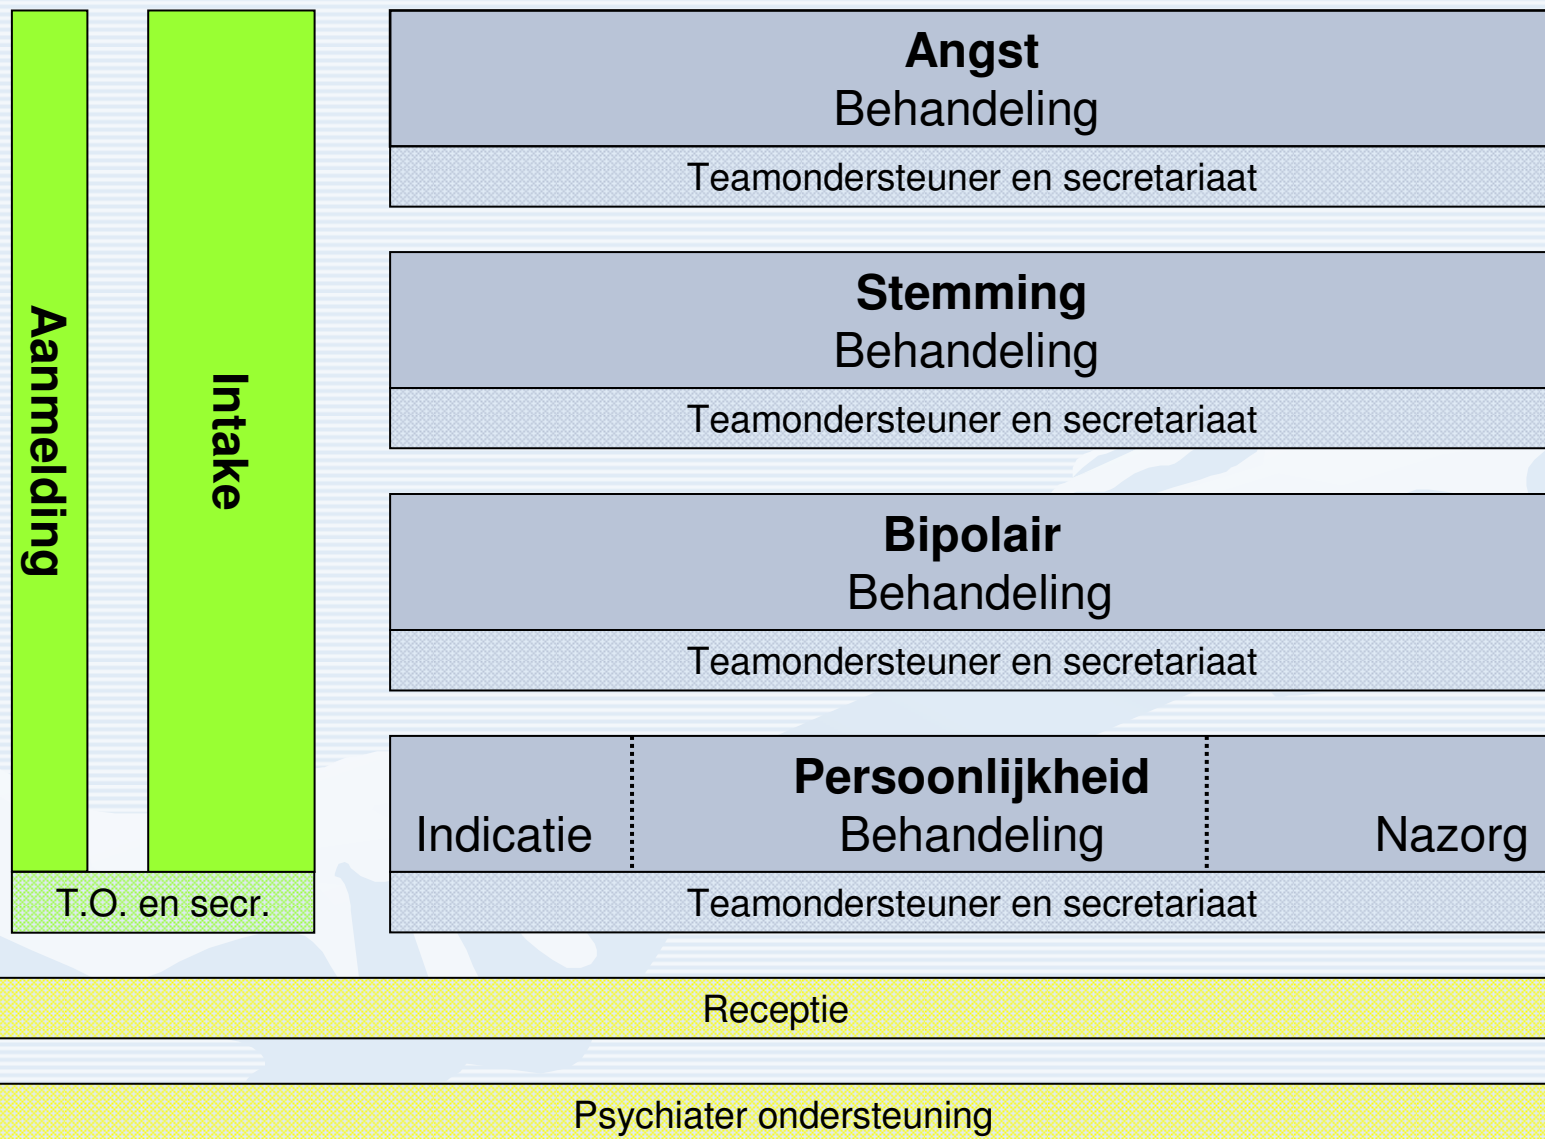 Aanmelding
Intake
T.O. en secr.
Angst
Behandeling
Teamondersteuner en secretariaat
Stemming
Behandeling
Teamondersteuner en secretariaat
Bipolair
Behandeling
Teamondersteuner en secretariaat
Persoonlijkheid
Indicatie Behandeling Nazorg
Teamondersteuner en secretariaat
Receptie
Psychiater ondersteuning